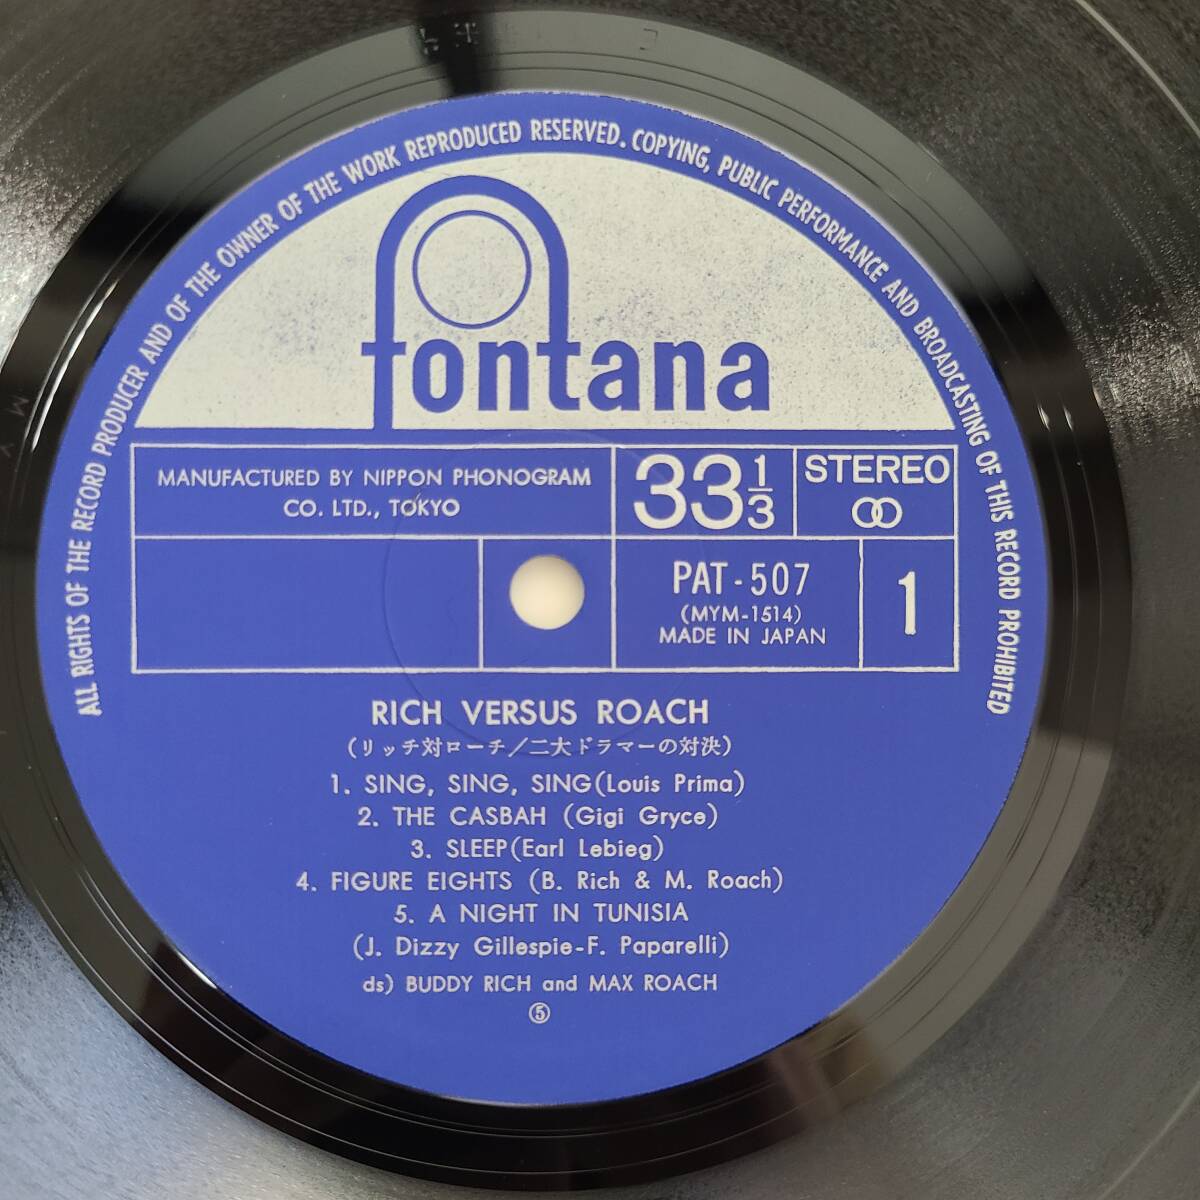 ALL RIGHTS OF THE RECORD PRODUCER AND OF THE OWNER OF THE WORK REPRODUCED RESERVED. COPYING, PUBLIC PERFORMANCE AND BROADCASTING OF THIS RECORD PROHIBITED
fontana
MANUFACTURED BY NIPPON PHONOGRAM
CO. LTD., TOKYO
33 1/3
STEREO
PAT-507
(MYM-1514)
MADE IN JAPAN
1
RICH VERSUS ROACH
(リッチ対ローチ/二大ドラマーの対決)
1. SING, SING, SING(Louis Prima)
2. THE CASBAH (Gigi Gryce)
3. SLEEP(Earl Lebieg)
4. FIGURE EIGHTS (B. Rich & M. Roach)
5. A NIGHT IN TUNISIA
(J. Dizzy Gillespie-F. Paparelli)
ds) BUDDY RICH and MAX ROACH
⑤